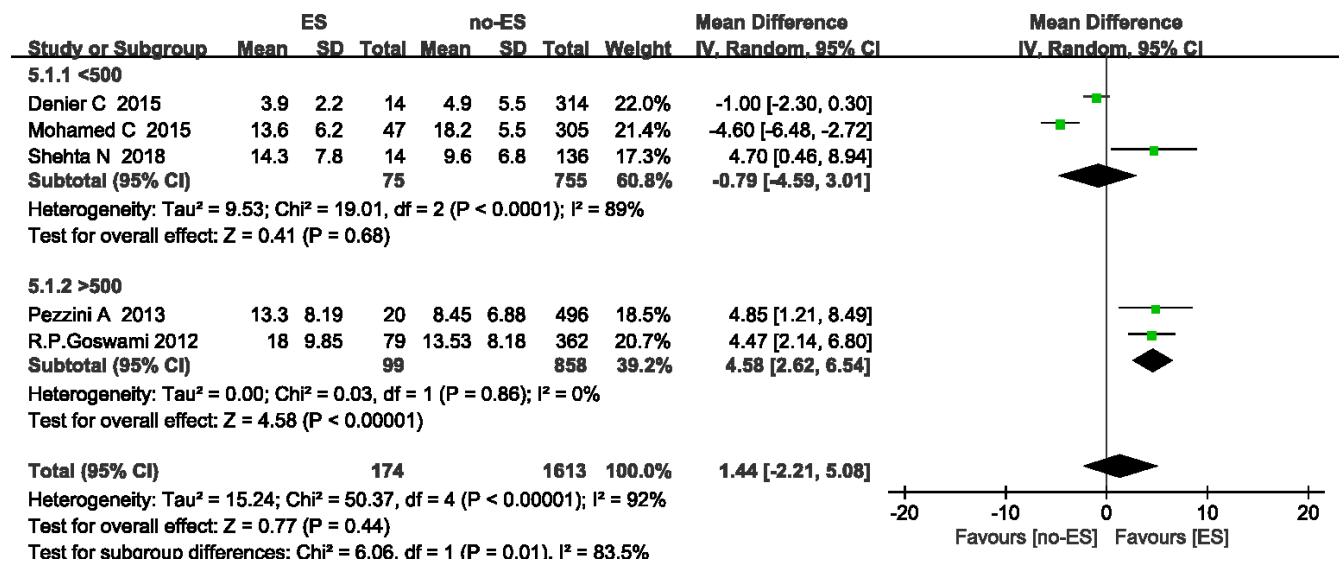 ES no-ES Mean Difference Mean Difference
Study or Subgroup Mean SD Total Mean SD Total Weight IV, Random, 95% CI IV, Random, 95% CI
5.1.1 <500
Denier C 2015 3.9 2.2 14 4.9 5.5 314 22.0% -1.00 [-2.30, 0.30]
Mohamed C 2015 13.6 6.2 47 18.2 5.5 305 21.4% -4.60 [-6.48, -2.72]
Shehta N 2018 14.3 7.8 14 9.6 6.8 136 17.3% 4.70 [0.46, 8.94]
Subtotal (95% CI) 75 755 60.8% -0.79 [-4.59, 3.01]
Heterogeneity: Tau² = 9.53; Chi² = 19.01, df = 2 (P < 0.0001); I² = 89%
Test for overall effect: Z = 0.41 (P = 0.68)
5.1.2 >500
Pezzini A 2013 13.3 8.19 20 8.45 6.88 496 18.5% 4.85 [1.21, 8.49]
R.P.Goswami 2012 18 9.85 79 13.53 8.18 362 20.7% 4.47 [2.14, 6.80]
Subtotal (95% CI) 99 858 39.2% 4.58 [2.62, 6.54]
Heterogeneity: Tau² = 0.00; Chi² = 0.03, df = 1 (P = 0.86); I² = 0%
Test for overall effect: Z = 4.58 (P < 0.00001)
Total (95% CI) 174 1613 100.0% 1.44 [-2.21, 5.08]
Heterogeneity: Tau² = 15.24; Chi² = 50.37, df = 4 (P < 0.00001); I² = 92%
Test for overall effect: Z = 0.77 (P = 0.44)
Test for subgroup differences: Chi² = 6.06, df = 1 (P = 0.01), I² = 83.5%
-20 -10 0 10 20
Favours [no-ES] Favours [ES]